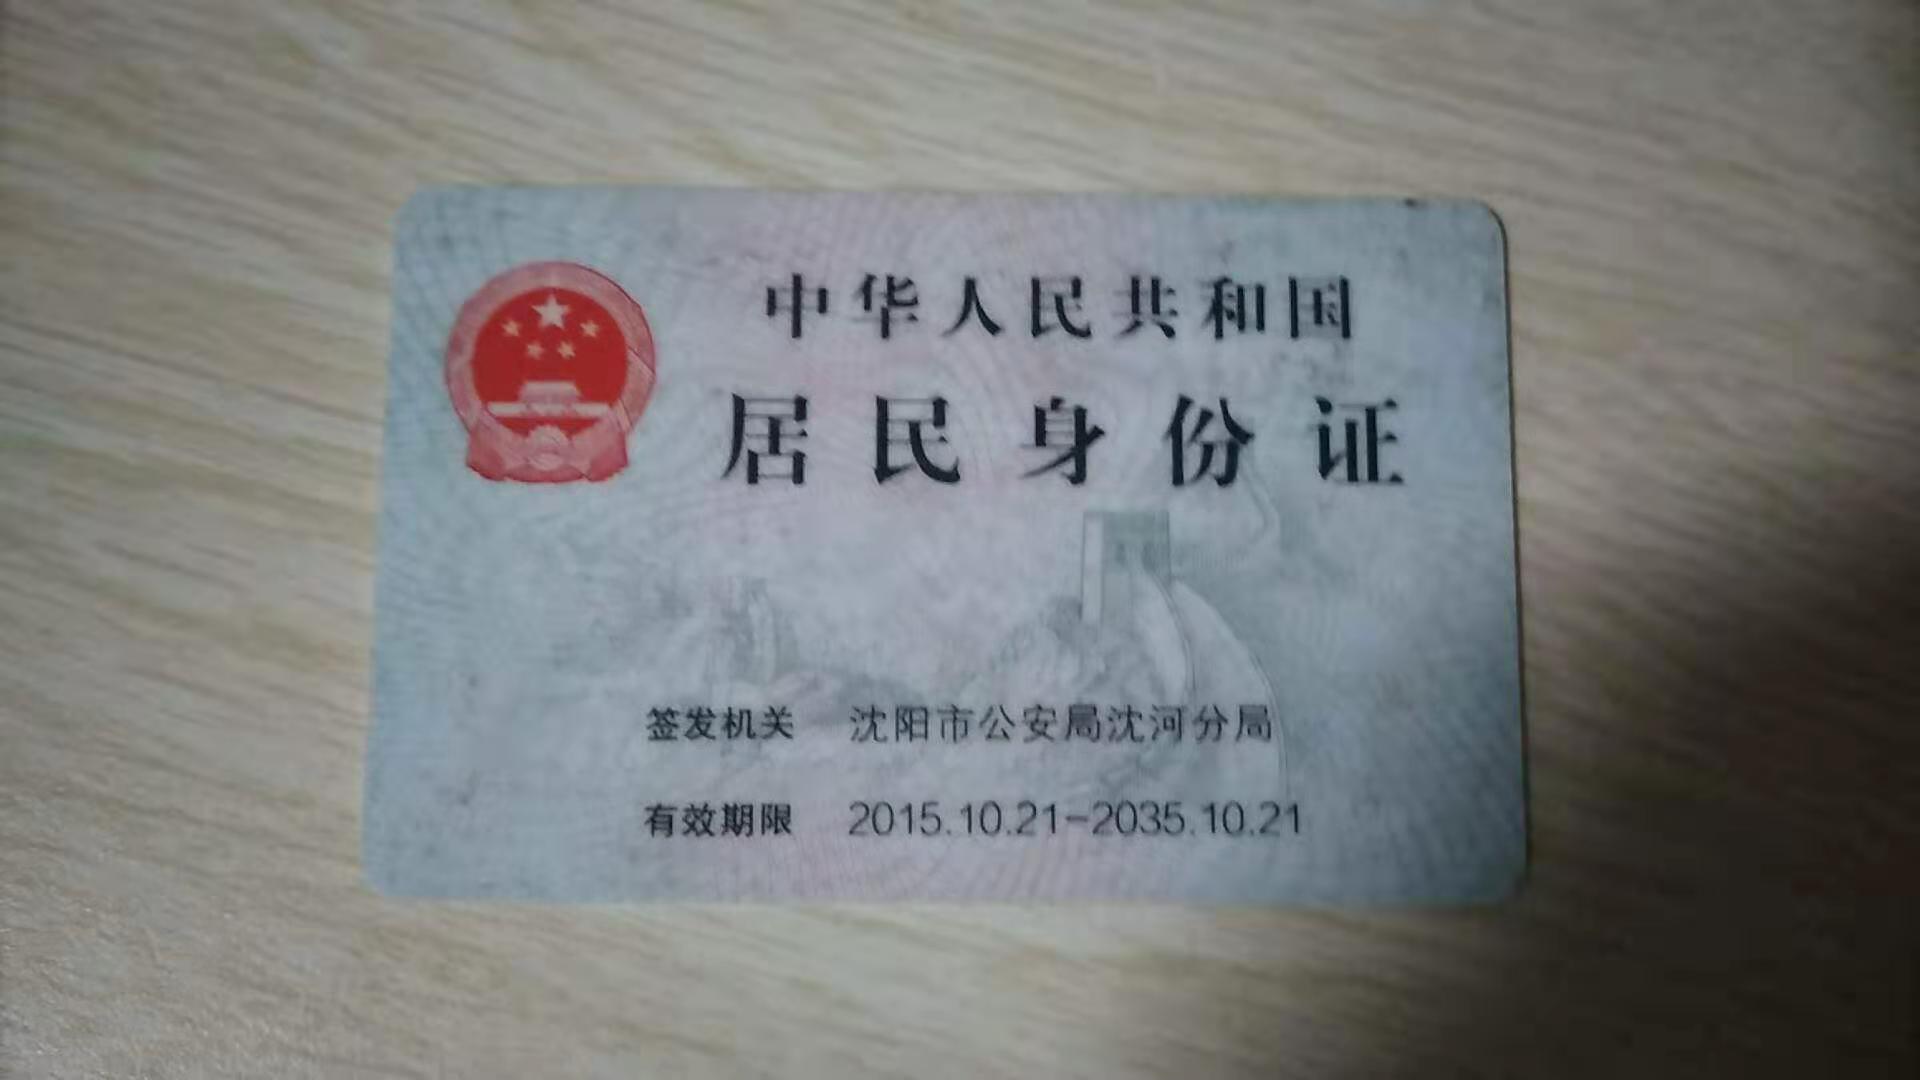 中华人民共和国
居民身份证
签发机关 沈阳市公安局沈河分局
有效期限 2015.10.21-2035.10.21